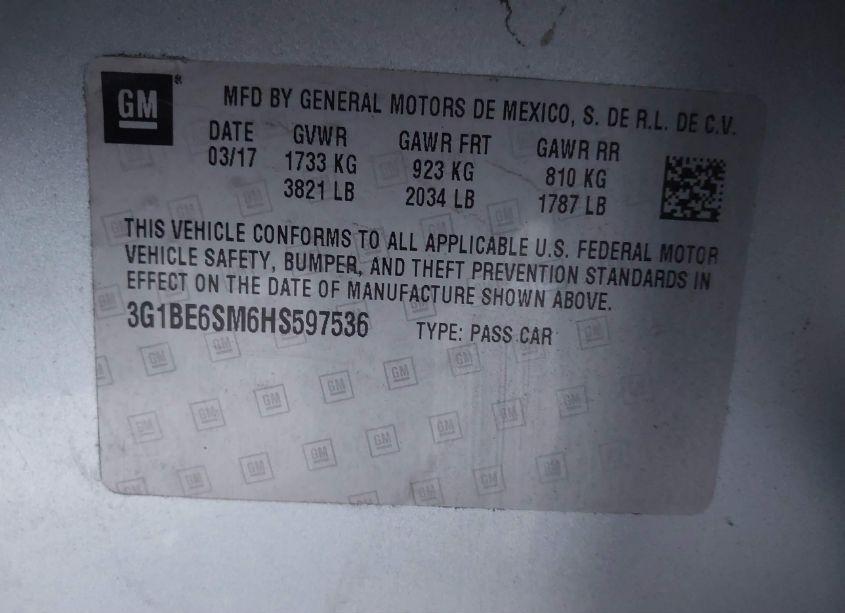 GM
MFD BY GENERAL MOTORS DE MEXICO, S. DE R.L. DE C.V.
DATE GVWR GAWR FRT GAWR RR
03/17 1733 KG 923 KG 810 KG
3821 LB 2034 LB 1787 LB
THIS VEHICLE CONFORMS TO ALL APPLICABLE U.S. FEDERAL MOTOR
VEHICLE SAFETY, BUMPER, AND THEFT PREVENTION STANDARDS IN
EFFECT ON THE DATE OF MANUFACTURE SHOWN ABOVE.
3G1BE6SM6HS597536 TYPE: PASS CAR